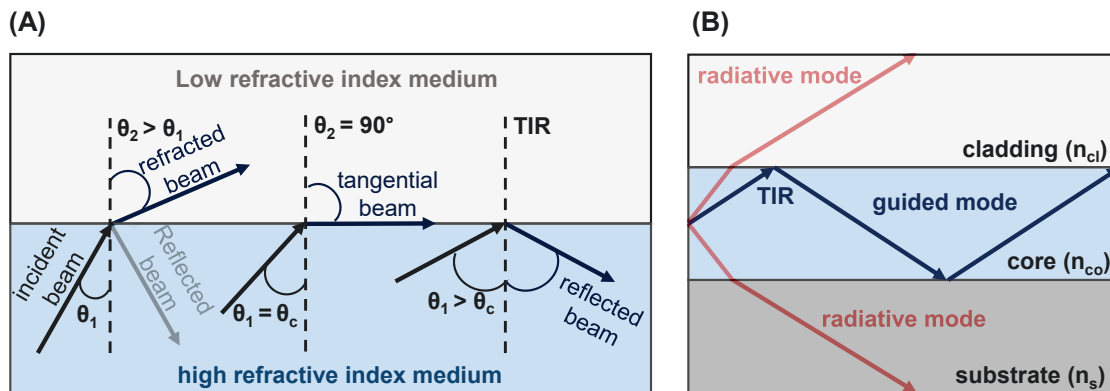 (A)
Low refractive index medium
θ₂ > θ₁
θ₂ = 90°
TIR
refracted
beam
tangential
beam
incident
beam
Reflected
beam
θ₁
θ₁ = θc
θ₁ > θc
reflected
beam
high refractive index medium
(B)
radiative mode
cladding (ncl)
TIR
guided mode
core (nco)
radiative mode
substrate (ns)